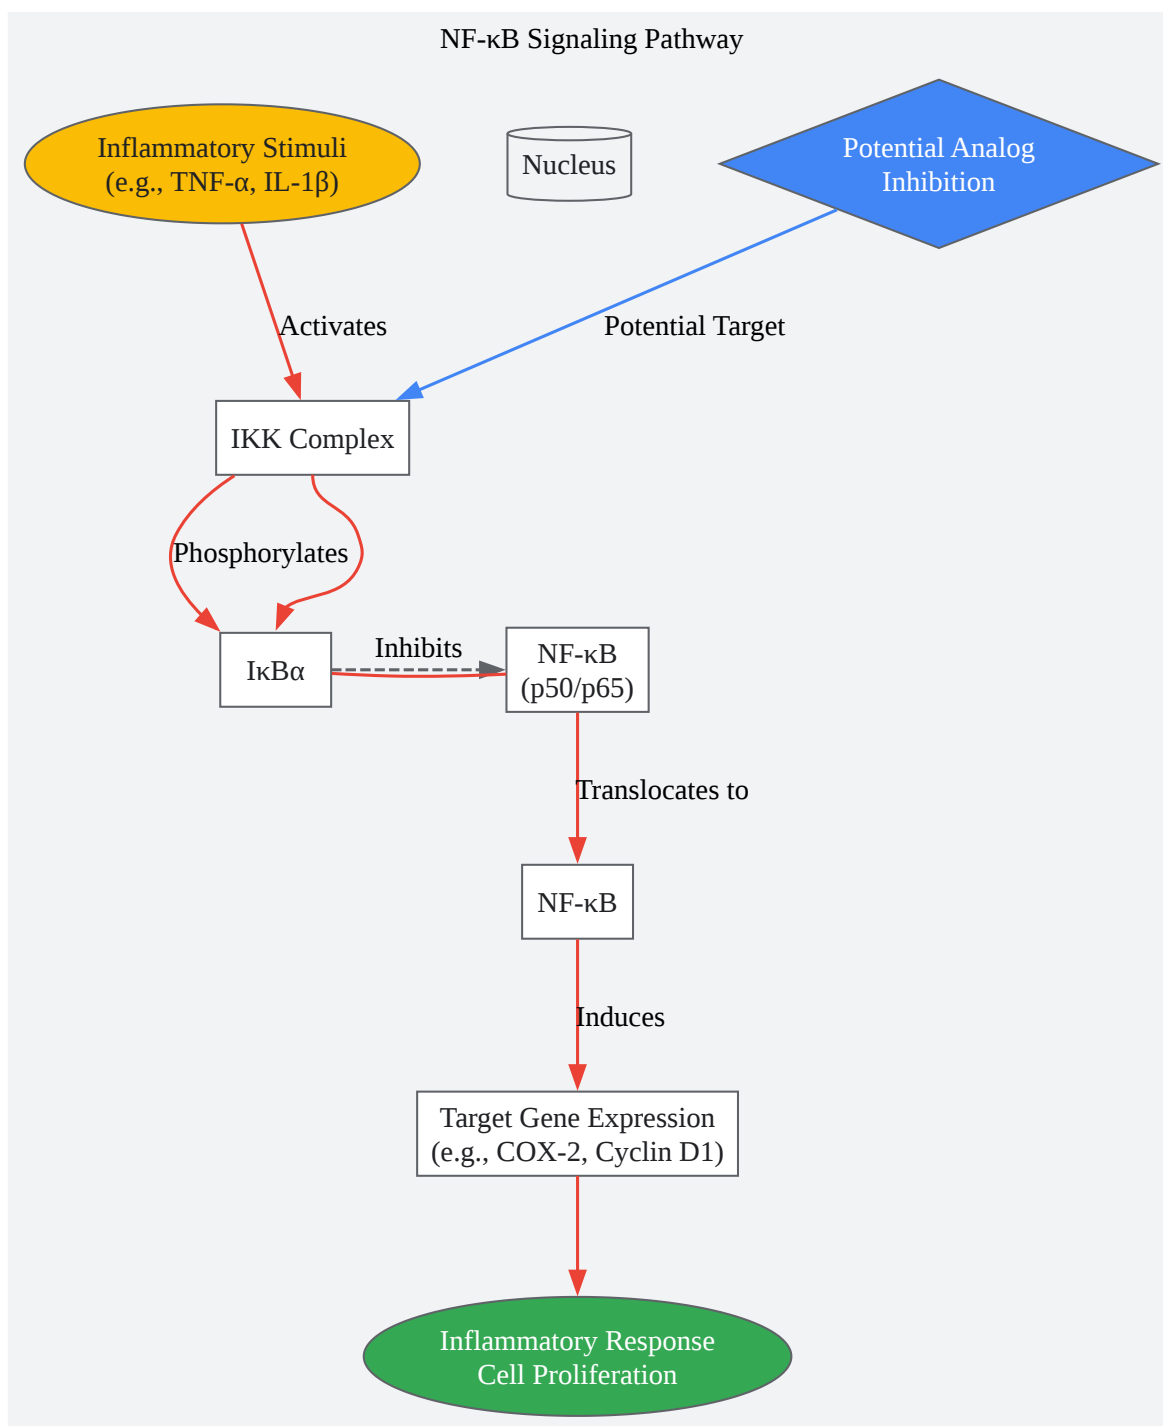 NF-κB Signaling Pathway
Inflammatory Stimuli
(e.g., TNF-α, IL-1β)
Nucleus
Potential Analog
Inhibition
Activates
Potential Target
IKK Complex
Phosphorylates
IκBα
Inhibits
NF-κB
(p50/p65)
Translocates to
NF-κB
Induces
Target Gene Expression
(e.g., COX-2, Cyclin D1)
Inflammatory Response
Cell Proliferation